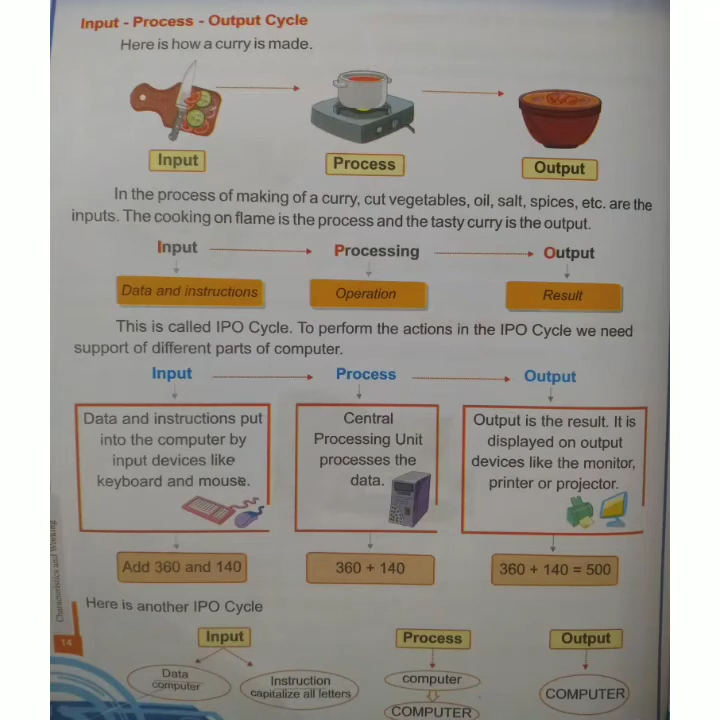 Input - Process - Output Cycle
Here is how a curry is made.
Input
Process
Output
In the process of making of a curry, cut vegetables, oil, salt, spices, etc. are the
inputs. The cooking on flame is the process and the tasty curry is the output.
Input
Processing
Output
Data and instructions
Operation
Result
This is called IPO Cycle. To perform the actions in the IPO Cycle we need
support of different parts of computer.
Input
Process
Output
Data and instructions put
into the computer by
input devices like
keyboard and mouse.
Central
Processing Unit
processes the
data.
Output is the result. It is
displayed on output
devices like the monitor,
printer or projector.
Add 360 and 140
360 + 140
360 + 140 = 500
Here is another IPO Cycle
Input
Process
Output
Data
computer
Instruction
capitalize all letters
computer
COMPUTER
COMPUTER
Characteristics and Working
14